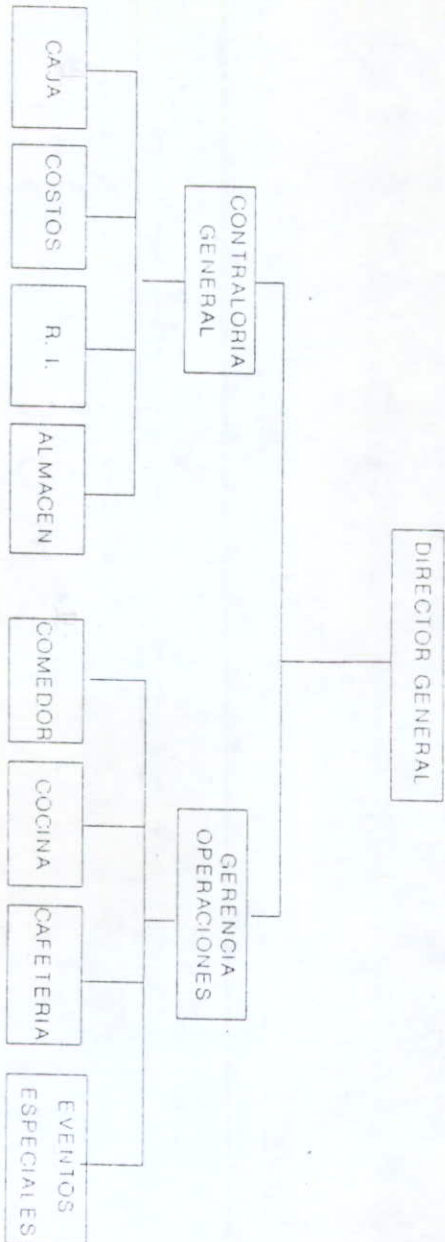 DIRECTOR GENERAL
CONTRALORIA
GENERAL
GERENCIA
OPERACIONES
CAJA
COSTOS
R. I.
ALMACEN
COMEDOR
COCINA
CAFETERIA
EVENTOS
ESPECIALES